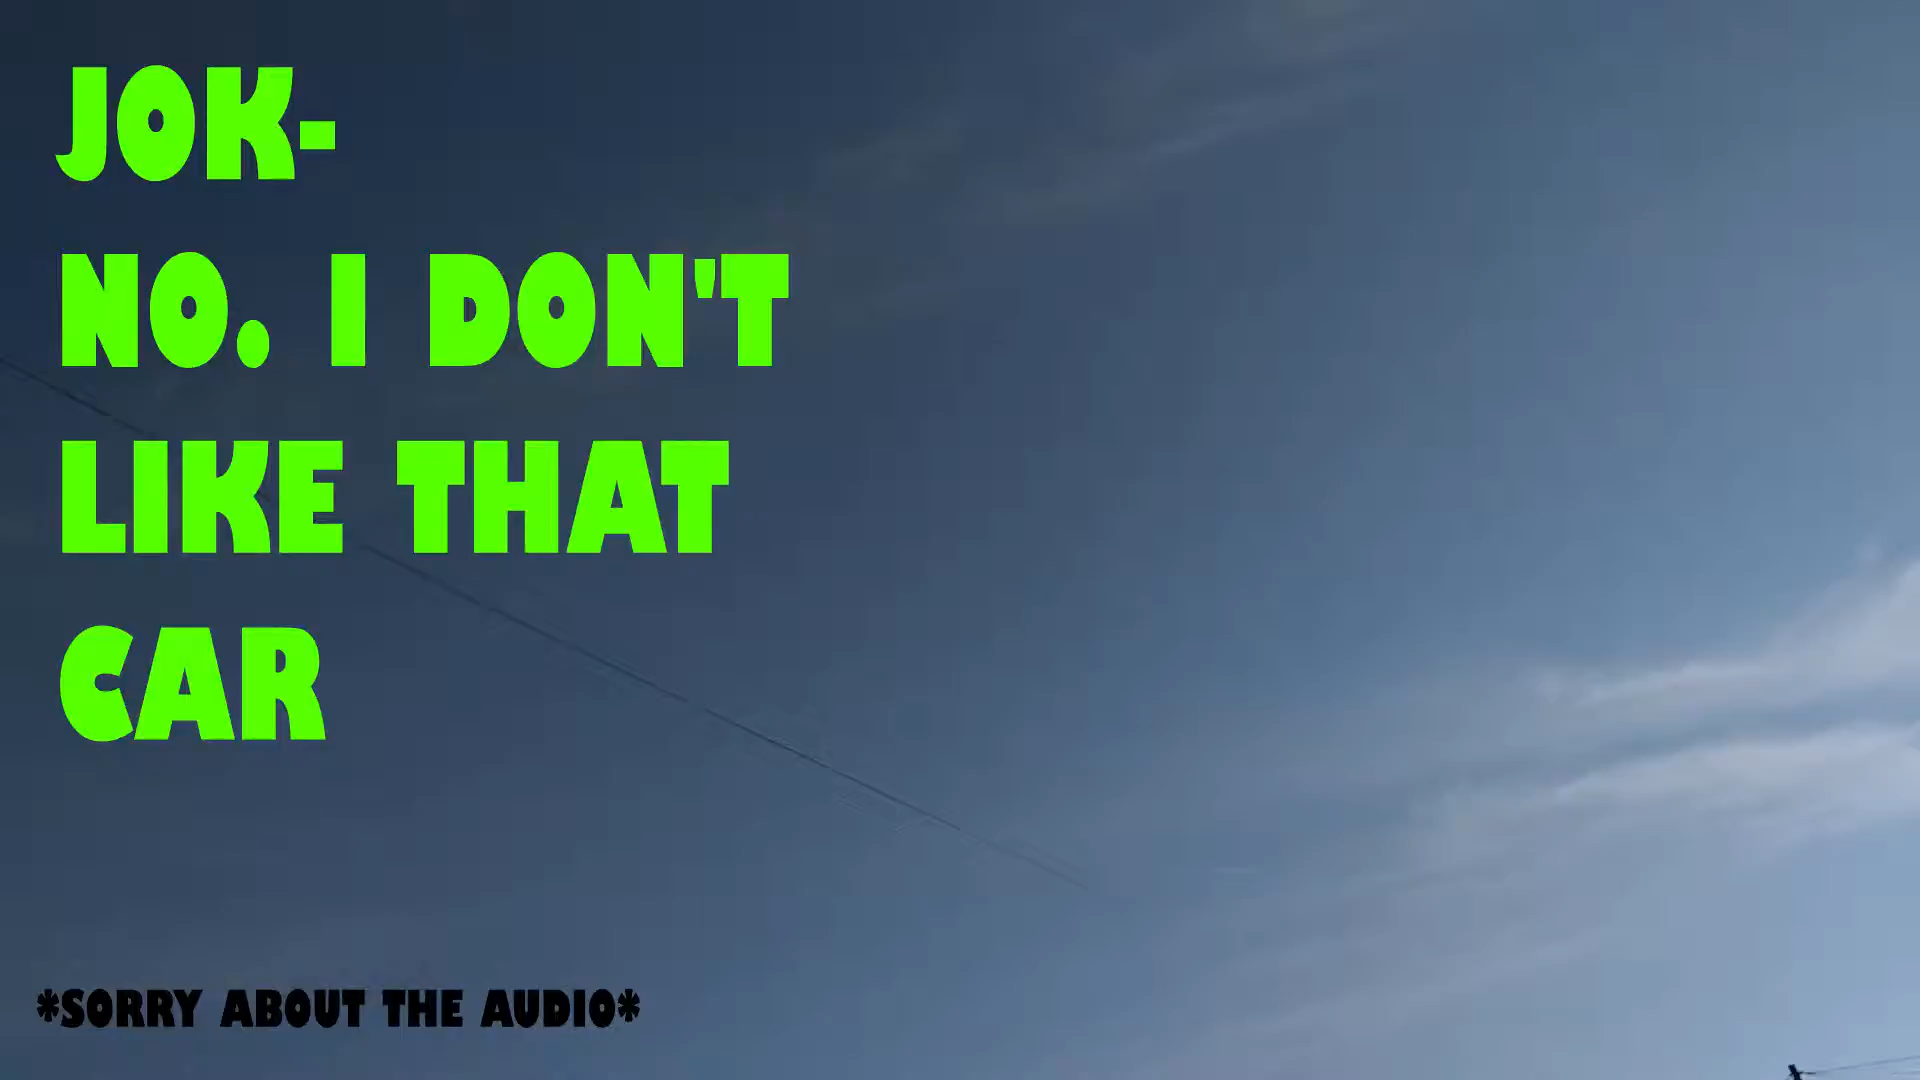 JOK-
NO. I DON'T
LIKE THAT
CAR
*SORRY ABOUT THE AUDIO*